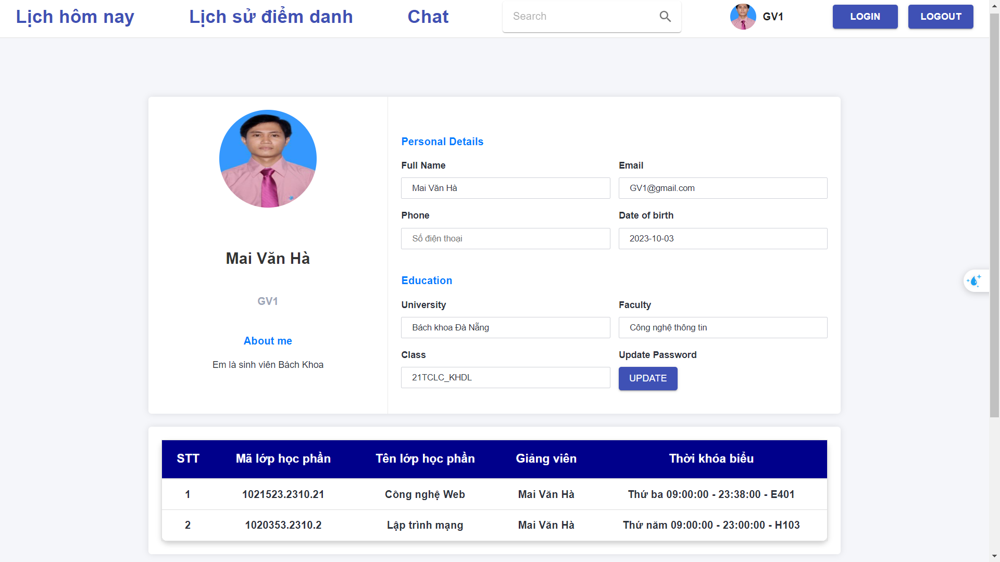 Lịch hôm nay Lịch sử điểm danh Chat Search GV1 LOGIN LOGOUT
Mai Văn Hà
GV1
About me
Em là sinh viên Bách Khoa
Personal Details
Full Name Email
Mai Văn Hà GV1@gmail.com
Phone Date of birth
Số điện thoại 2023-10-03
Education
University Faculty
Bách khoa Đà Nẵng Công nghệ thông tin
Class Update Password
21TCLC_KHDL UPDATE
STT Mã lớp học phần Tên lớp học phần Giảng viên Thời khóa biểu
1 1021523.2310.21 Công nghệ Web Mai Văn Hà Thứ ba 09:00:00 - 23:38:00 - E401
2 1020353.2310.2 Lập trình mạng Mai Văn Hà Thứ năm 09:00:00 - 23:00:00 - H103